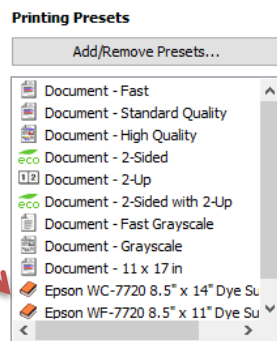 Printing Presets
Add/Remove Presets...
Document - Fast
Document - Standard Quality
Document - High Quality
eco Document - 2-Sided
1 2 Document - 2-Up
eco Document - 2-Sided with 2-Up
Document - Fast Grayscale
Document - Grayscale
Document - 11 x 17 in
Epson WC-7720 8.5" x 14" Dye Su
Epson WF-7720 8.5" x 11" Dye Su